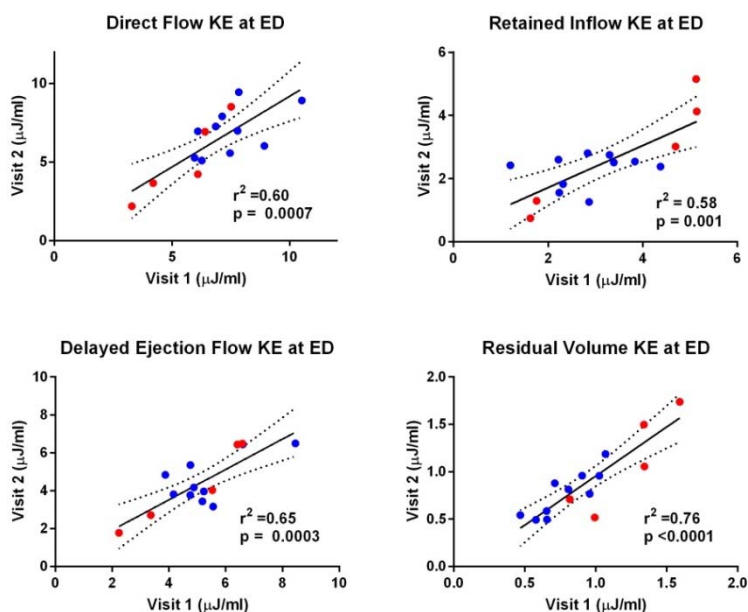 Direct Flow KE at ED
Visit 2 (μJ/ml)
10
5
0
0
5
10
r² =0.60
p = 0.0007
Visit 1 (μJ/ml)
Retained Inflow KE at ED
Visit 2 (μJ/ml)
6
4
2
0
0
2
4
6
r² = 0.58
p = 0.001
Visit 1 (μJ/ml)
Delayed Ejection Flow KE at ED
Visit 2 (μJ/ml)
10
8
6
4
2
0
0
2
4
6
8
10
r² =0.65
p = 0.0003
Visit 1 (μJ/ml)
Residual Volume KE at ED
Visit 2 (μJ/ml)
2.0
1.5
1.0
0.5
0.0
0.0
0.5
1.0
1.5
2.0
r² =0.76
p <0.0001
Visit 1 (μJ/ml)